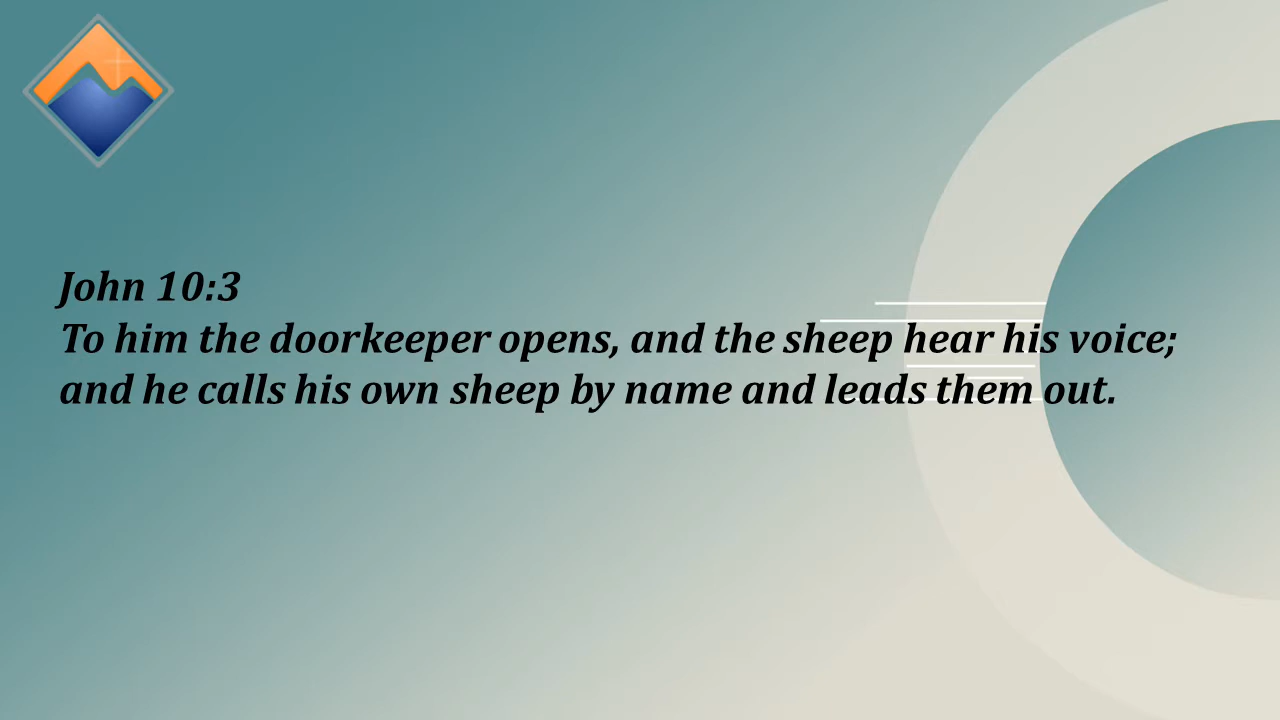 John 10:3
To him the doorkeeper opens, and the sheep hear his voice;
and he calls his own sheep by name and leads them out.